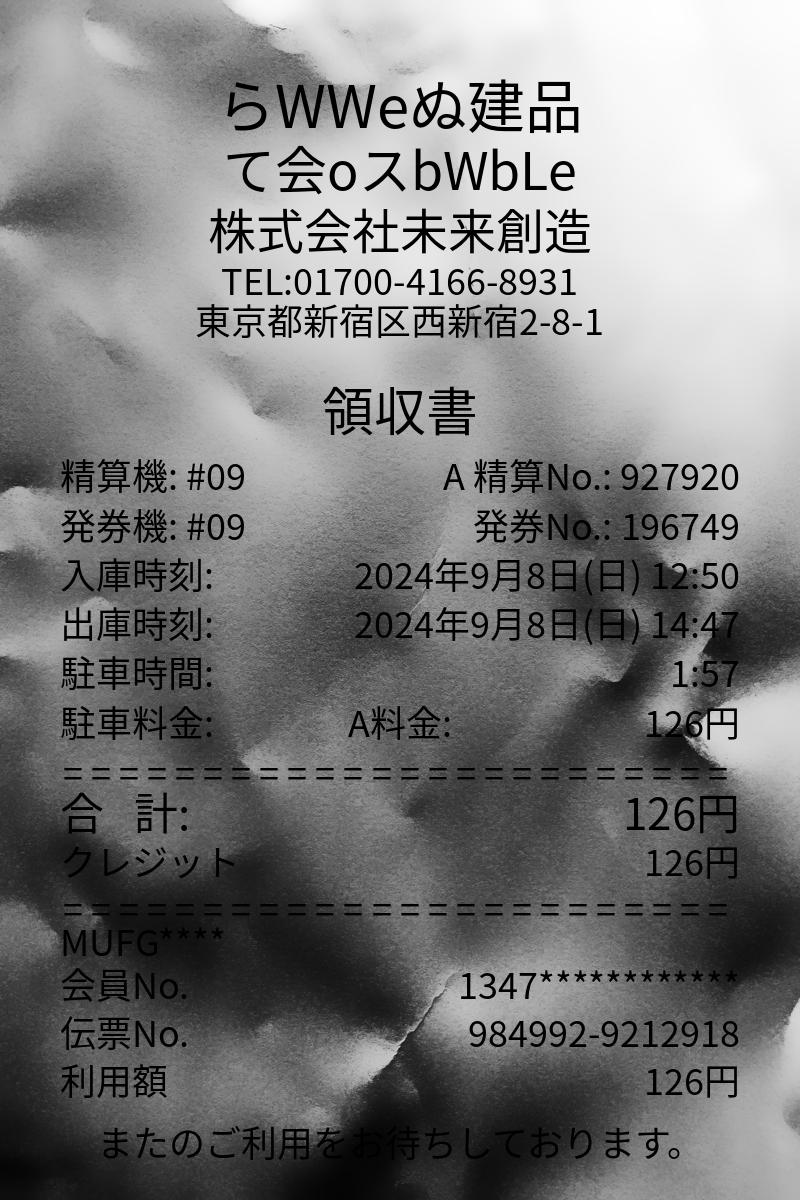 らWWeぬ建品
て会oスbWbLe
株式会社未来創造
TEL:01700-4166-8931
東京都新宿区西新宿2-8-1
領収書
精算機: #09 A 精算No.: 927920
発券機: #09 発券No.: 196749
入庫時刻: 2024年9月8日(日) 12:50
出庫時刻: 2024年9月8日(日) 14:47
駐車時間: 1:57
駐車料金: A料金: 126円
========================
合 計: 126円
クレジット 126円
========================
MUFG****
会員No. 1347************
伝票No. 984992-9212918
利用額 126円
またのご利用をお待ちしております。